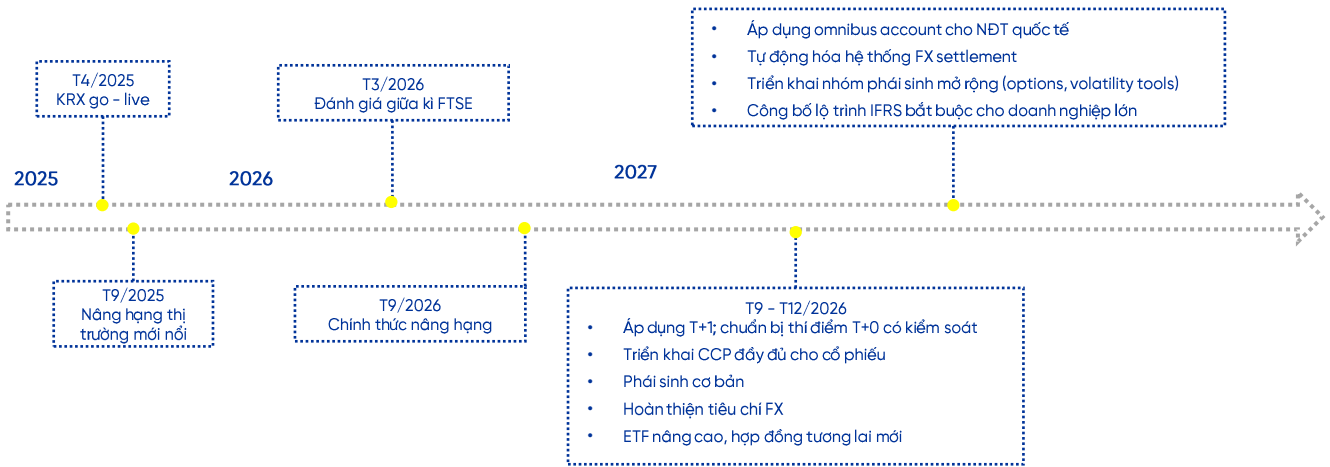 • Áp dụng omnibus account cho NĐT quốc tế
• Tự động hóa hệ thống FX settlement
• Triển khai nhóm phái sinh mở rộng (options, volatility tools)
• Công bố lộ trình IFRS bắt buộc cho doanh nghiệp lớn
T4/2025
KRX go - live
T3/2026
Đánh giá giữa kì FTSE
2025
2026
2027
T9/2025
Nâng hạng thị
trường mới nổi
T9/2026
Chính thức nâng hạng
T9 - T12/2026
• Áp dụng T+1; chuẩn bị thí điểm T+0 có kiểm soát
• Triển khai CCP đầy đủ cho cổ phiếu
• Phái sinh cơ bản
• Hoàn thiện tiêu chí FX
• ETF nâng cao, hợp đồng tương lai mới